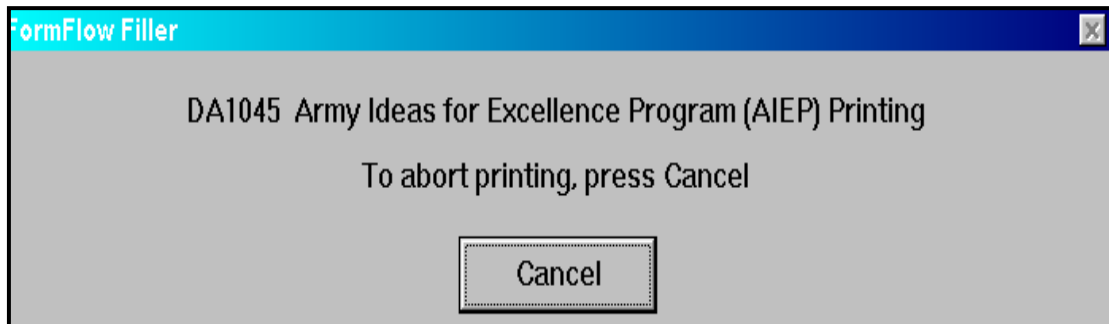 FormFlow Filler
DA1045 Army Ideas for Excellence Program (AIEP) Printing
To abort printing, press Cancel
Cancel